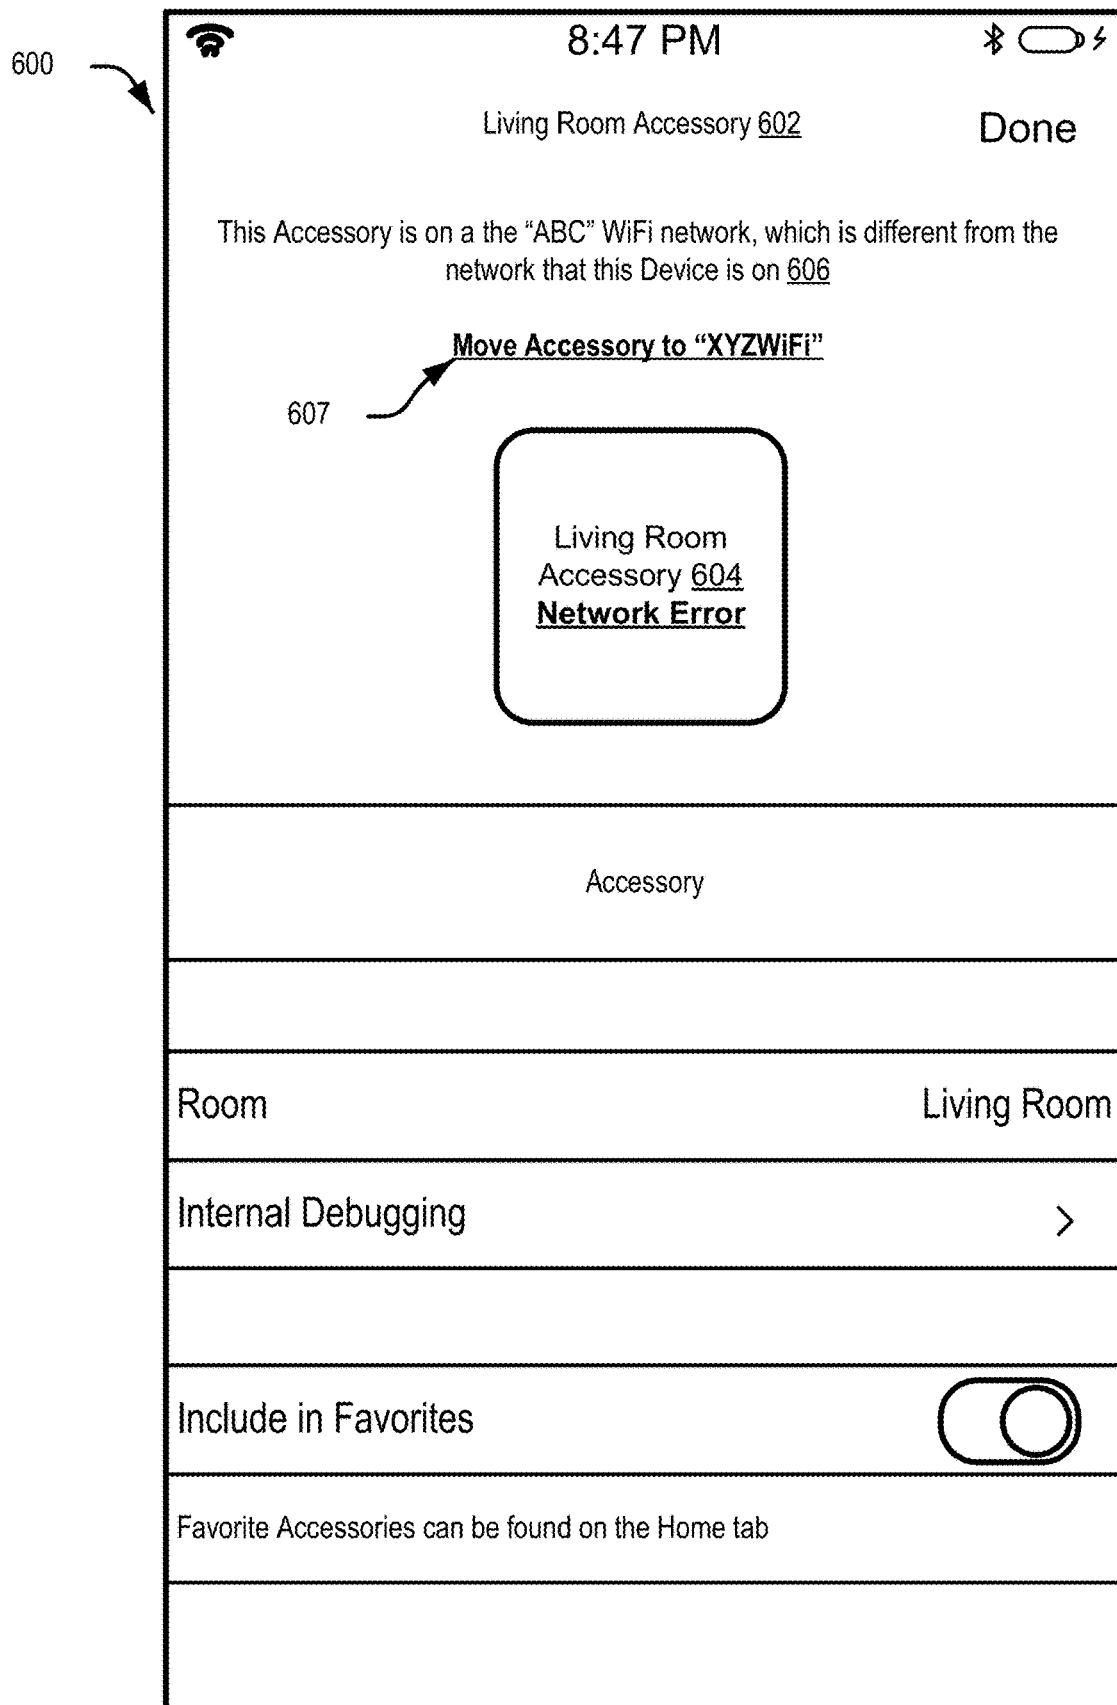 8:47 PM
600
Living Room Accessory 602
Done
This Accessory is on a the “ABC” WiFi network, which is different from the
network that this Device is on 606
Move Accessory to “XYZWiFi”
607
Living Room
Accessory 604
Network Error
Accessory
Room
Living Room
Internal Debugging
Include in Favorites
Favorite Accessories can be found on the Home tab